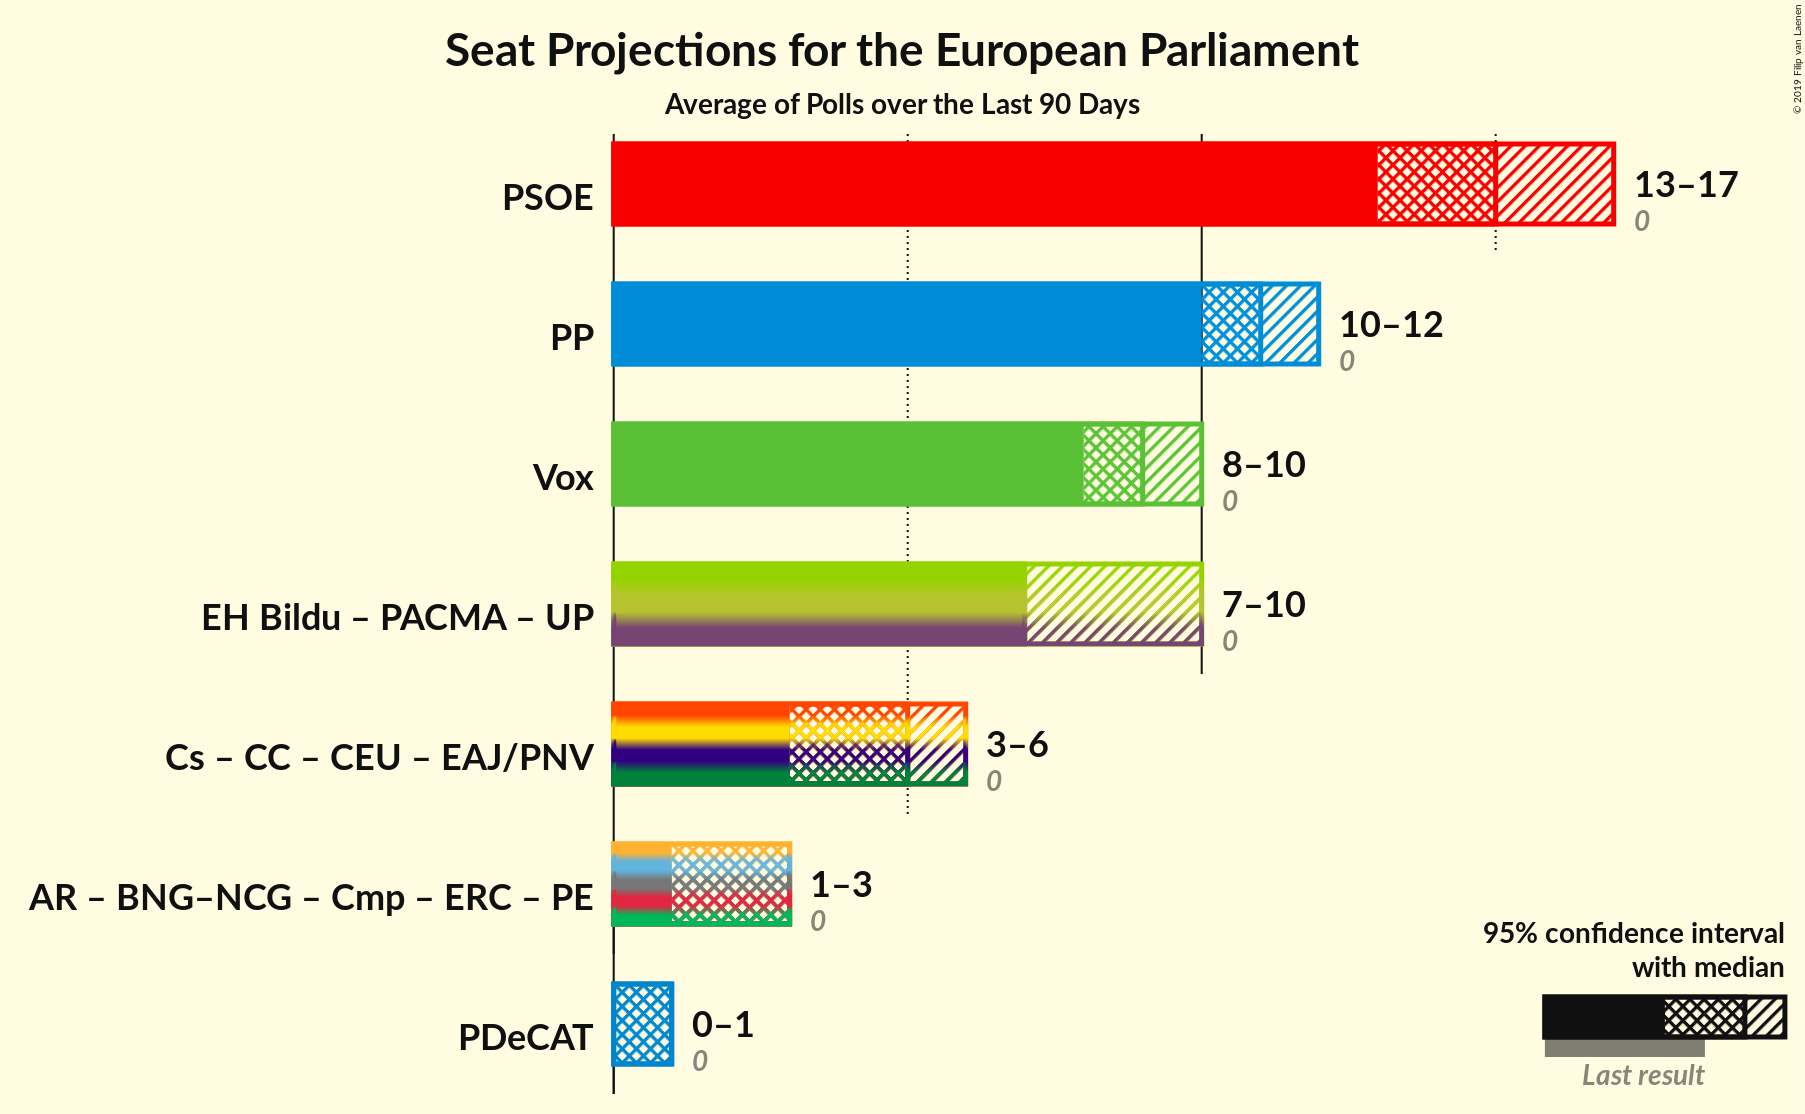 Seat Projections for the European Parliament
Average of Polls over the Last 90 Days
© 2019 Filip van Laenen
PSOE
13–17
0
PP
10–12
0
Vox
8–10
0
EH Bildu – PACMA – UP
7–10
0
Cs – CC – CEU – EAJ/PNV
3–6
0
AR – BNG–NCG – Cmp – ERC – PE
1–3
0
PDeCAT
0–1
0
95% confidence interval
with median
Last result